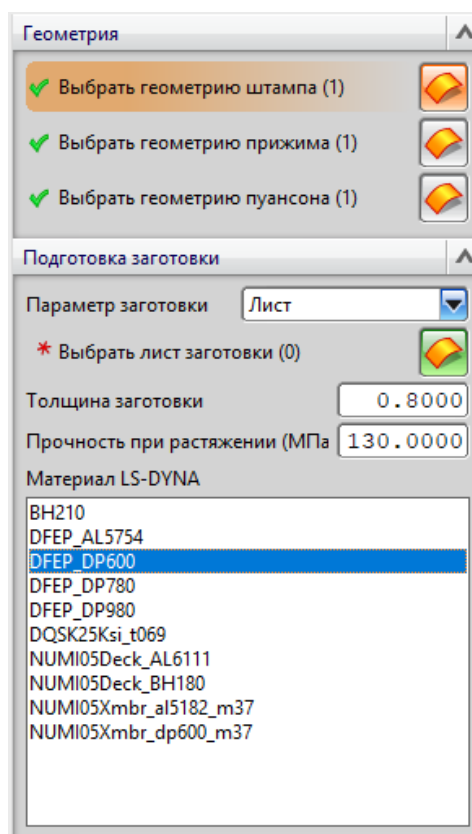 Геометрия
Выбрать геометрию штампа (1)
Выбрать геометрию прижима (1)
Выбрать геометрию пуансона (1)
Подготовка заготовки
Параметр заготовки Лист
* Выбрать лист заготовки (0)
Толщина заготовки 0.8000
Прочность при растяжении (МПа 130.0000
Материал LS-DYNA
BH210
DFEP_AL5754
DFEP_DP600
DFEP_DP780
DFEP_DP980
DQSK25Ksi_t069
NUMI05Deck_AL6111
NUMI05Deck_BH180
NUMI05Xmbr_al5182_m37
NUMI05Xmbr_dp600_m37